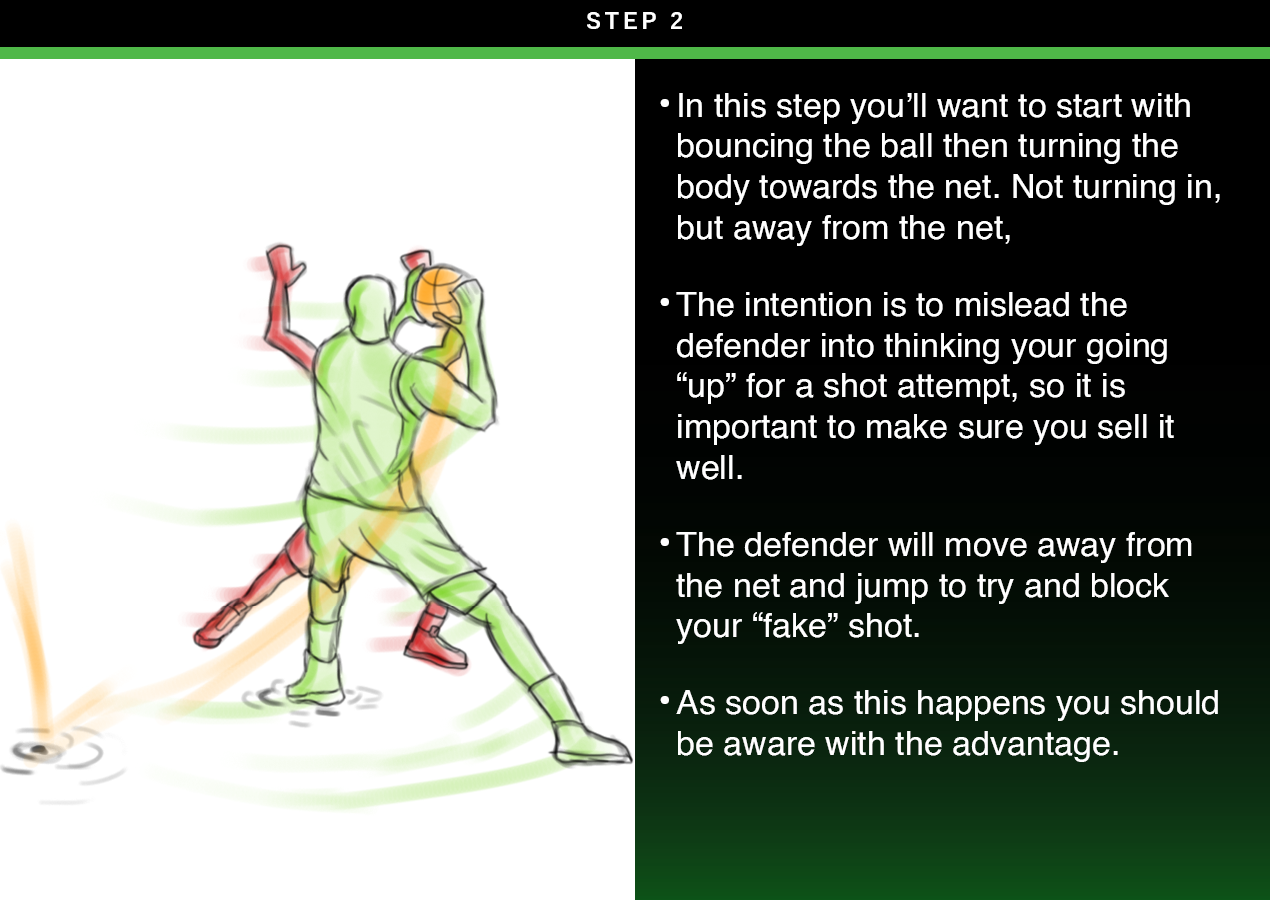 STEP 2
• In this step you’ll want to start with
bouncing the ball then turning the
body towards the net. Not turning in,
but away from the net,
• The intention is to mislead the
defender into thinking your going
“up” for a shot attempt, so it is
important to make sure you sell it
well.
• The defender will move away from
the net and jump to try and block
your “fake” shot.
• As soon as this happens you should
be aware with the advantage.